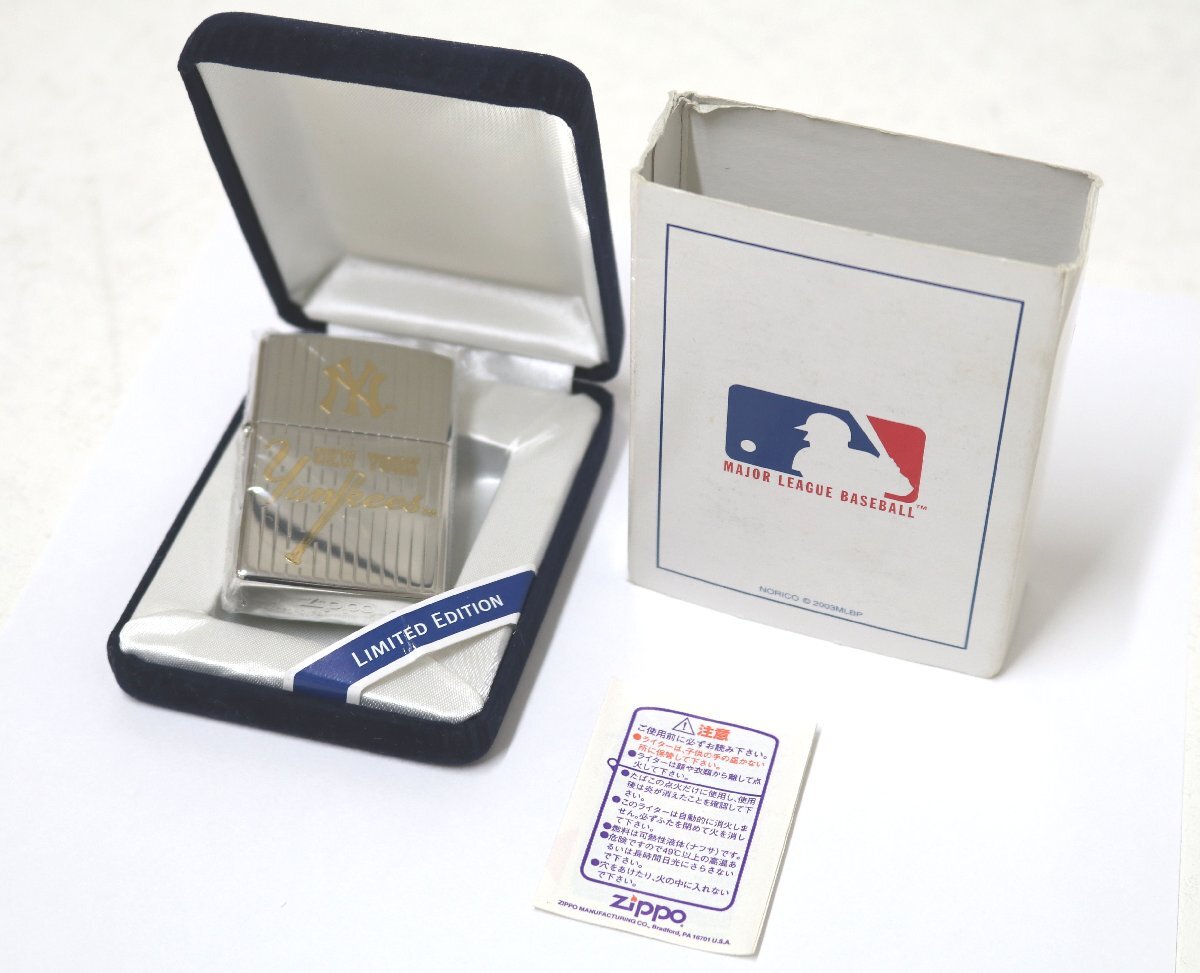 NY
NEW YORK
Yankees
Zippo
LIMITED EDITION
MAJOR LEAGUE BASEBALL™
NORICO © 2003MLBP
注意
ご使用前に必ずお読み下さい。
●ライターは、子供の手の届かない
所に保管して下さい。
●ライターは顔や衣類から離して点
火して下さい。
●たばこの点火だけに使用し、使用
後は炎が消えたことを確認して下
さい。
●このライターは自動的に消火しま
せん。必ずふたを閉めて火を消し
て下さい。
●燃料は可熱性液体(ナフサ)です。
●危険ですので49℃以上の高温あ
るいは長時間日光にさらさない
で下さい。
●穴をあけたり、火の中に入れない
で下さい。
Zippo
ZIPPO MANUFACTURING CO., Bradford, PA 16701 U.S.A.